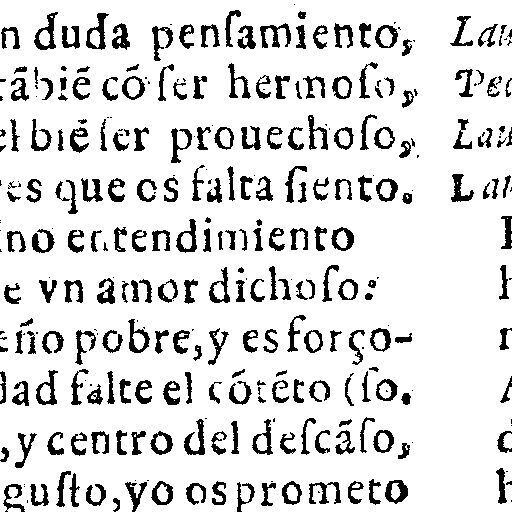 n duda pensamiento,
tãbiẽ cõ ser hermoso,
el biẽ ser prouechoso,
res que os falta siento.
ino entendimiento
e vn amor dichoso:
eño pobre, y es forço-
dad falte el cõtẽto (so.
, y centro del descãso,
gusto, yo os prometo
Lau
Ped
Lau
Lau